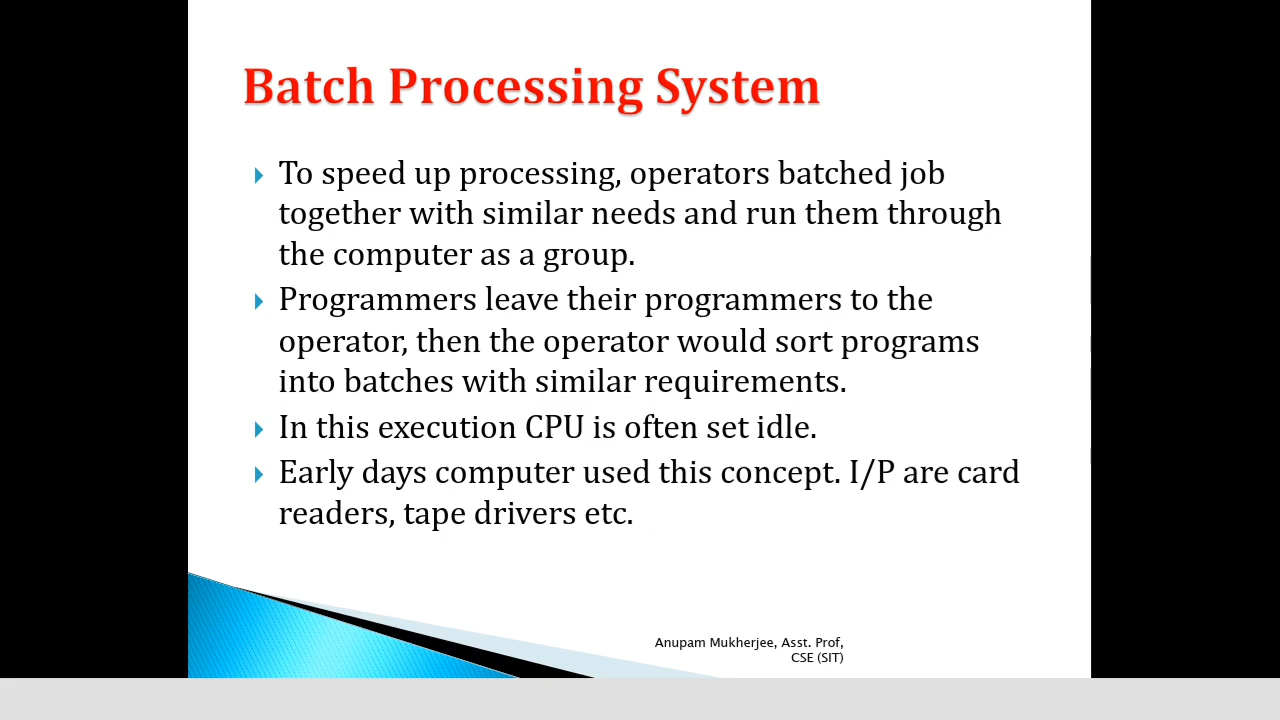 Batch Processing System
To speed up processing, operators batched job
together with similar needs and run them through
the computer as a group.
Programmers leave their programmers to the
operator, then the operator would sort programs
into batches with similar requirements.
In this execution CPU is often set idle.
Early days computer used this concept. I/P are card
readers, tape drivers etc.
Anupam Mukherjee, Asst. Prof,
CSE (SIT)